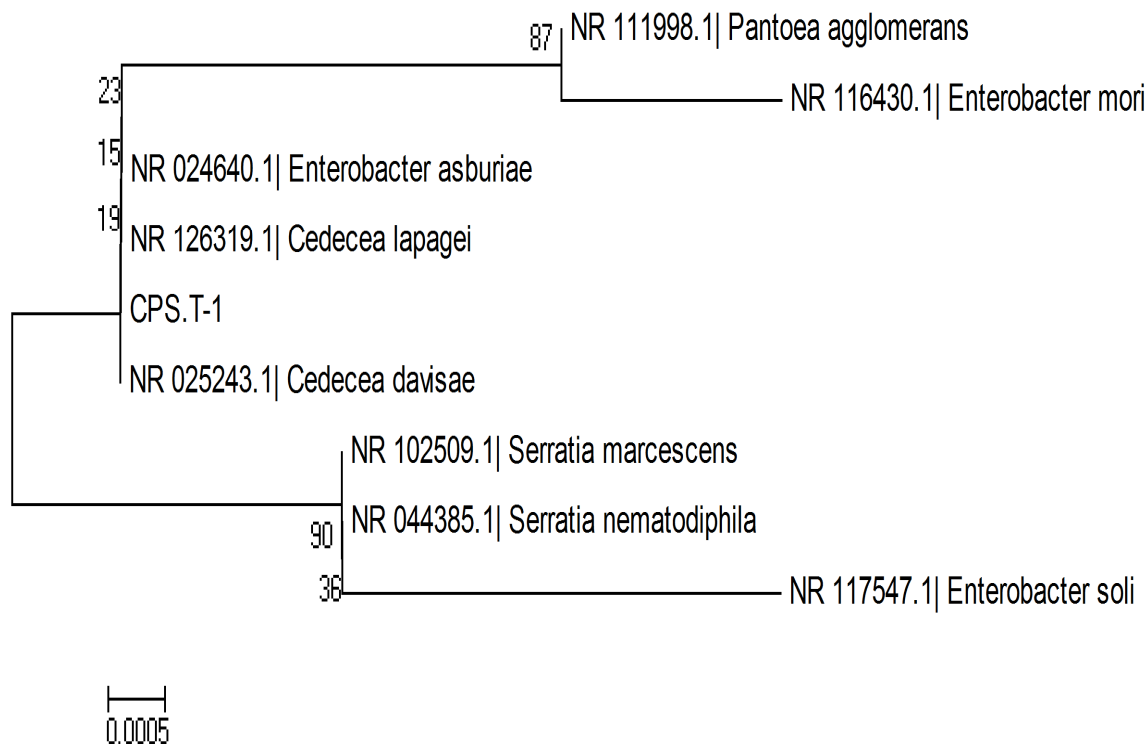 87
NR 111998.1| Pantoea agglomerans
23
NR 116430.1| Enterobacter mori
15
NR 024640.1| Enterobacter asburiae
19
NR 126319.1| Cedecea lapagei
CPS.T-1
NR 025243.1| Cedecea davisae
NR 102509.1| Serratia marcescens
NR 044385.1| Serratia nematodiphila
90
36
NR 117547.1| Enterobacter soli
0.0005